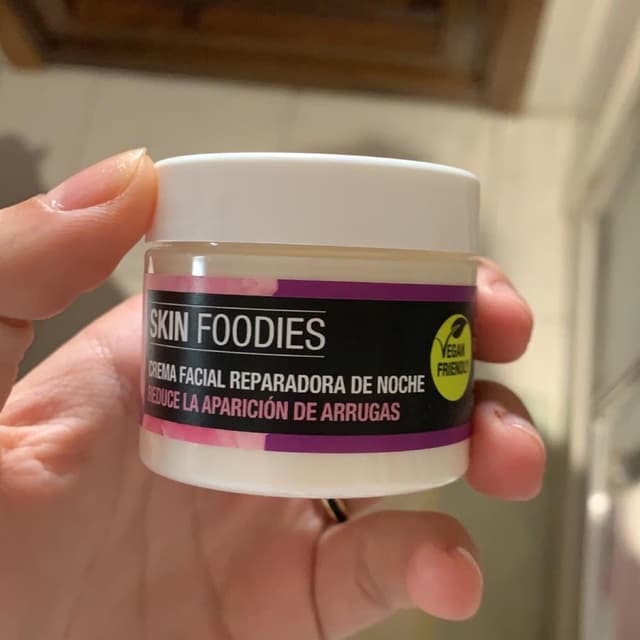 SKIN FOODIES
CREMA FACIAL REPARADORA DE NOCHE
REDUCE LA APARICIÓN DE ARRUGAS
VEGAN
FRIENDLY